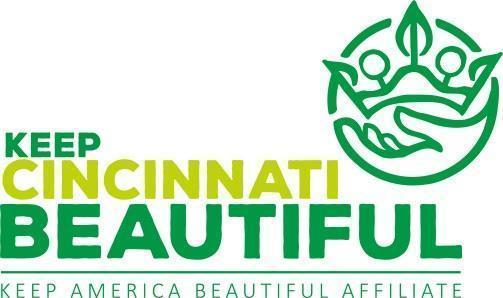 KEEP
CINCINNATI
BEAUTIFUL
KEEP AMERICA BEAUTIFUL AFFILIATE